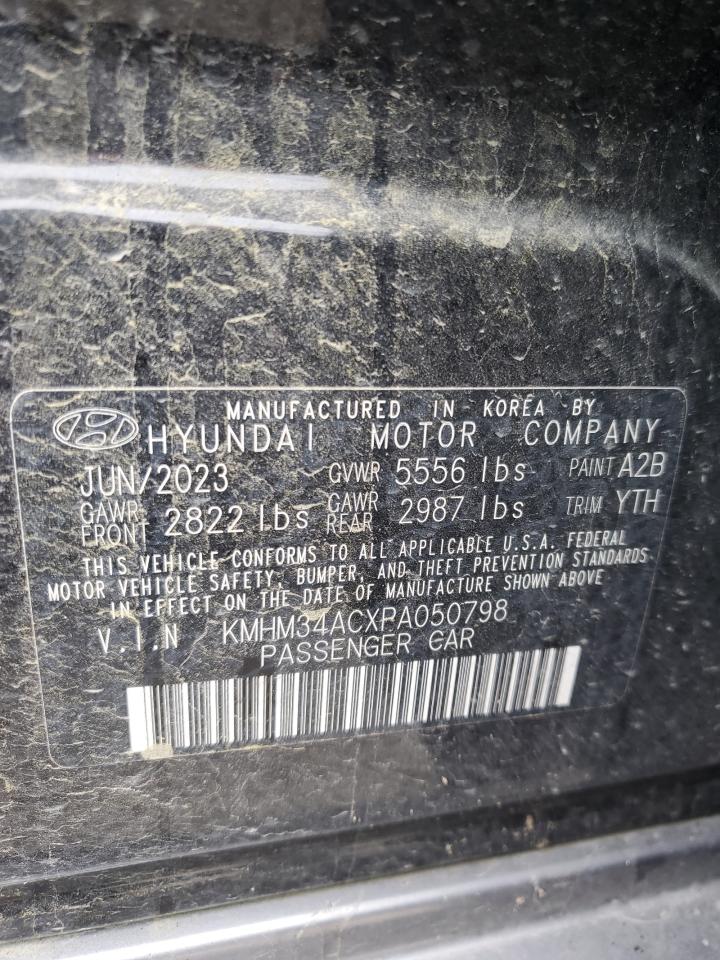 MANUFACTURED IN KOREA BY
HYUNDAI MOTOR COMPANY
JUN/2023 GVWR 5556 lbs PAINT A2B
GAWR FRONT 2822 lbs GAWR REAR 2987 lbs TRIM YTH
THIS VEHICLE CONFORMS TO ALL APPLICABLE U.S.A. FEDERAL
MOTOR VEHICLE SAFETY, BUMPER, AND THEFT PREVENTION STANDARDS
IN EFFECT ON THE DATE OF MANUFACTURE SHOWN ABOVE
V.I.N KMHM34ACXPA050798
PASSENGER CAR